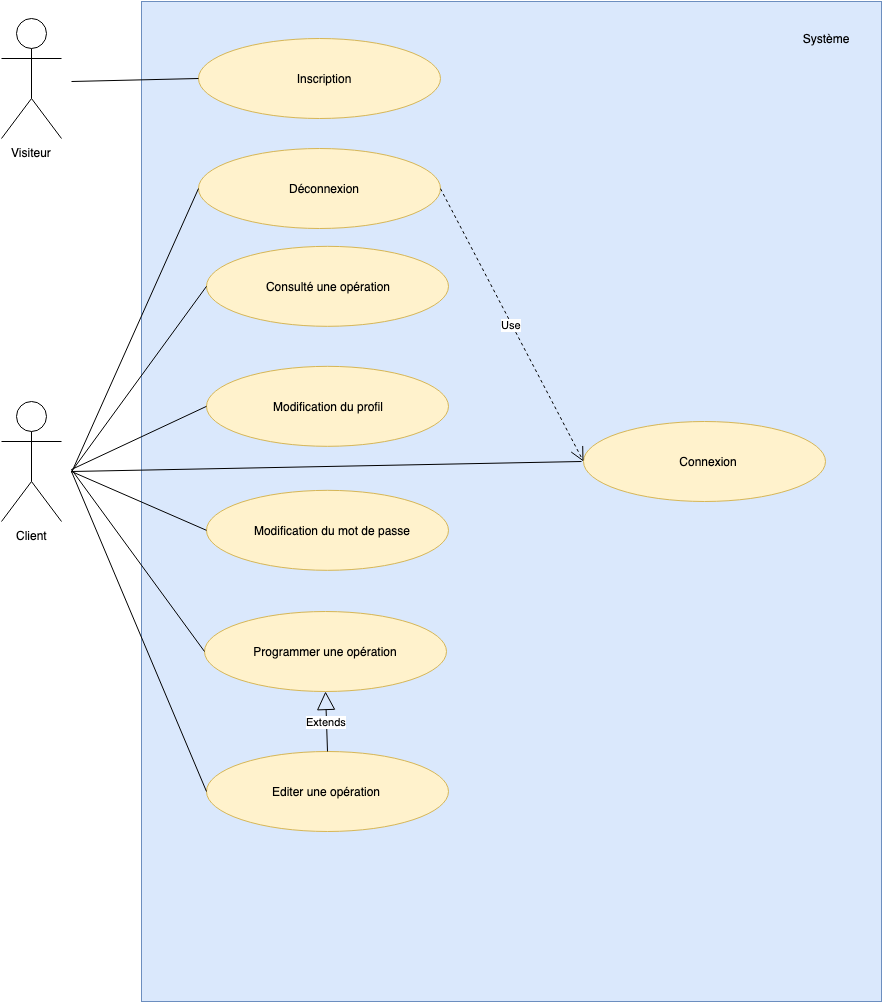 Système
Inscription
Visiteur
Déconnexion
Consulté une opération
Use
Modification du profil
Connexion
Client
Modification du mot de passe
Programmer une opération
Extends
Editer une opération